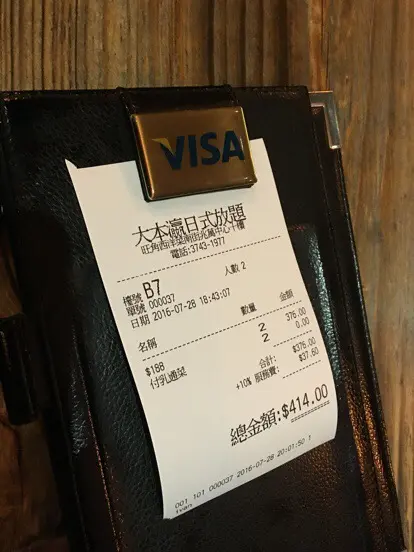 VISA
大本瀛日式放題
旺角西洋菜南街兆萬中心十樓
電話:3743-1977
檯號 B7 人數 2
單號 000037
日期 2016-07-28 18:43:07
名稱 數量 金額
$188 2 376.00
付乳通菜 2 0.00
合計: $376.00
+10% 服務費: $37.60
總金額:$414.00
001 101 000037 2016-07-28 20:01:50 1
ivan